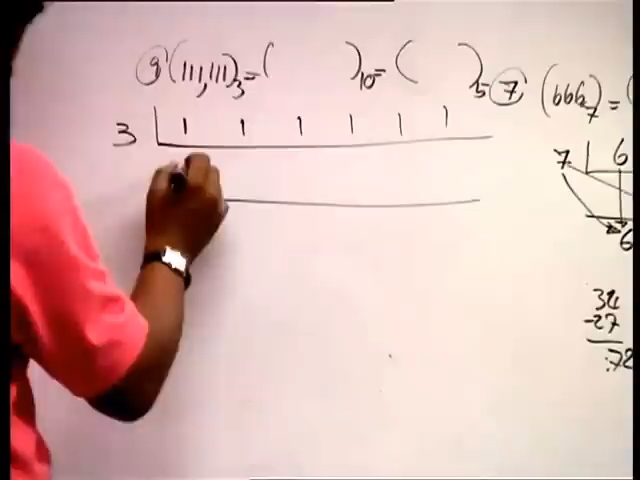 9 (111,111)3 = ( )10 = ( )5
3 1 1 1 1 1 1
7 (666)7 =
7 6
6
34
-27
.72